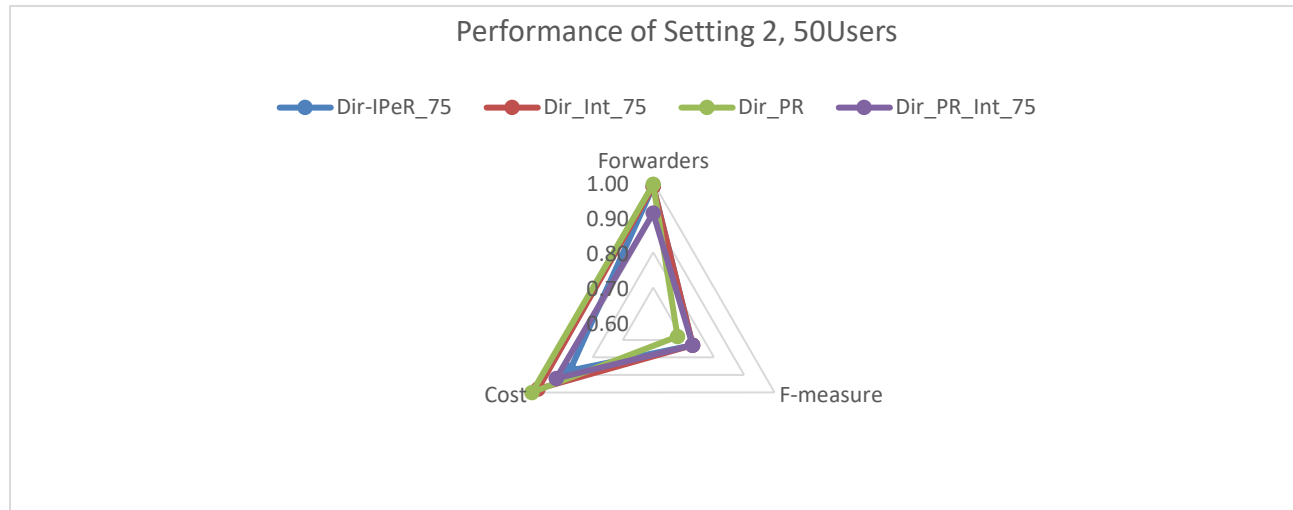 Performance of Setting 2, 50Users
Dir-IPeR_75 Dir_Int_75 Dir_PR Dir_PR_Int_75
Forwarders
1.00
0.90
0.80
0.70
0.60
Cost F-measure